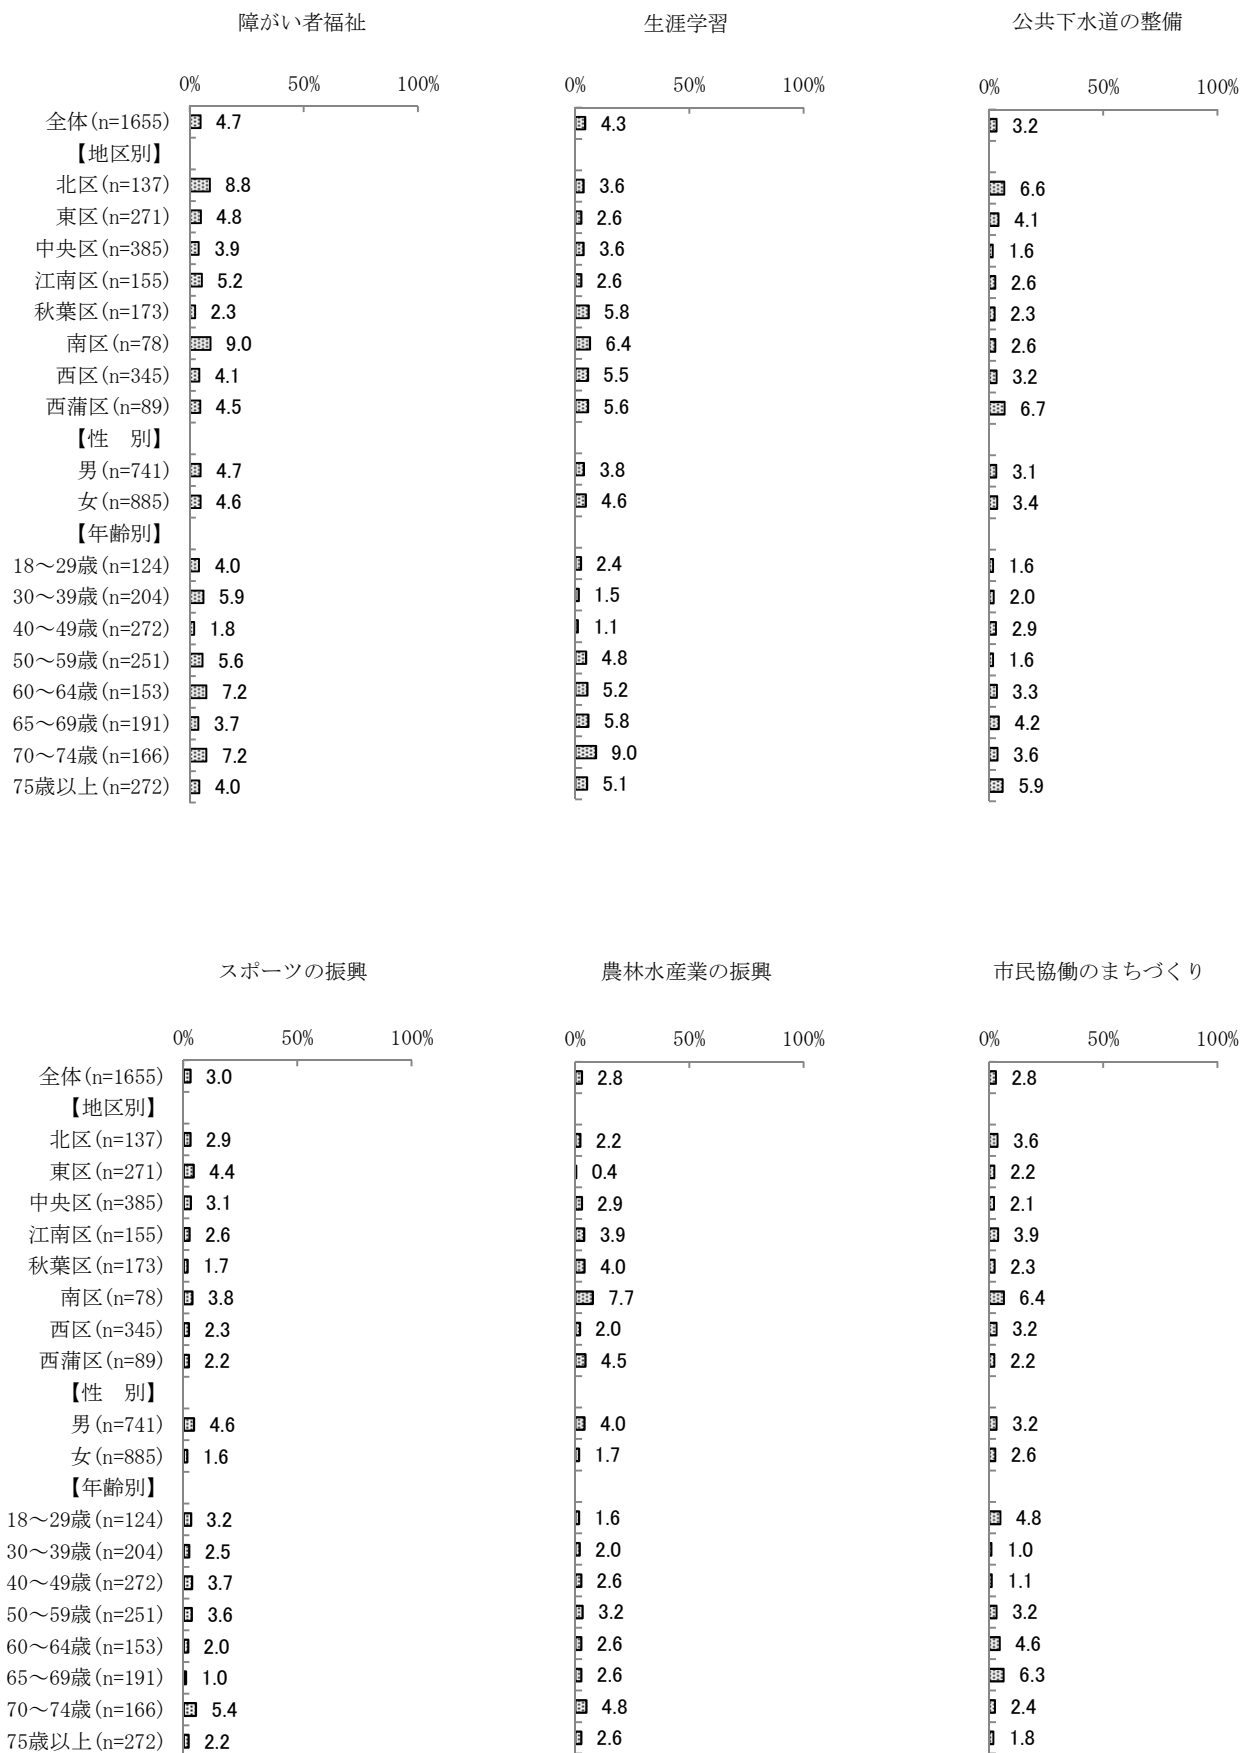 障がい者福祉 生涯学習 公共下水道の整備
0% 50% 100% 0% 50% 100% 0% 50% 100%
全体(n=1655) 4.7 4.3 3.2
【地区別】
北区(n=137) 8.8 3.6 6.6
東区(n=271) 4.8 2.6 4.1
中央区(n=385) 3.9 3.6 1.6
江南区(n=155) 5.2 2.6 2.6
秋葉区(n=173) 2.3 5.8 2.3
南区(n=78) 9.0 6.4 2.6
西区(n=345) 4.1 5.5 3.2
西蒲区(n=89) 4.5 5.6 6.7
【性　別】
男(n=741) 4.7 3.8 3.1
女(n=885) 4.6 4.6 3.4
【年齢別】
18～29歳(n=124) 4.0 2.4 1.6
30～39歳(n=204) 5.9 1.5 2.0
40～49歳(n=272) 1.8 1.1 2.9
50～59歳(n=251) 5.6 4.8 1.6
60～64歳(n=153) 7.2 5.2 3.3
65～69歳(n=191) 3.7 5.8 4.2
70～74歳(n=166) 7.2 9.0 3.6
75歳以上(n=272) 4.0 5.1 5.9
スポーツの振興 農林水産業の振興 市民協働のまちづくり
0% 50% 100% 0% 50% 100% 0% 50% 100%
全体(n=1655) 3.0 2.8 2.8
【地区別】
北区(n=137) 2.9 2.2 3.6
東区(n=271) 4.4 0.4 2.2
中央区(n=385) 3.1 2.9 2.1
江南区(n=155) 2.6 3.9 3.9
秋葉区(n=173) 1.7 4.0 2.3
南区(n=78) 3.8 7.7 6.4
西区(n=345) 2.3 2.0 3.2
西蒲区(n=89) 2.2 4.5 2.2
【性　別】
男(n=741) 4.6 4.0 3.2
女(n=885) 1.6 1.7 2.6
【年齢別】
18～29歳(n=124) 3.2 1.6 4.8
30～39歳(n=204) 2.5 2.0 1.0
40～49歳(n=272) 3.7 2.6 1.1
50～59歳(n=251) 3.6 3.2 3.2
60～64歳(n=153) 2.0 2.6 4.6
65～69歳(n=191) 1.0 2.6 6.3
70～74歳(n=166) 5.4 4.8 2.4
75歳以上(n=272) 2.2 2.6 1.8